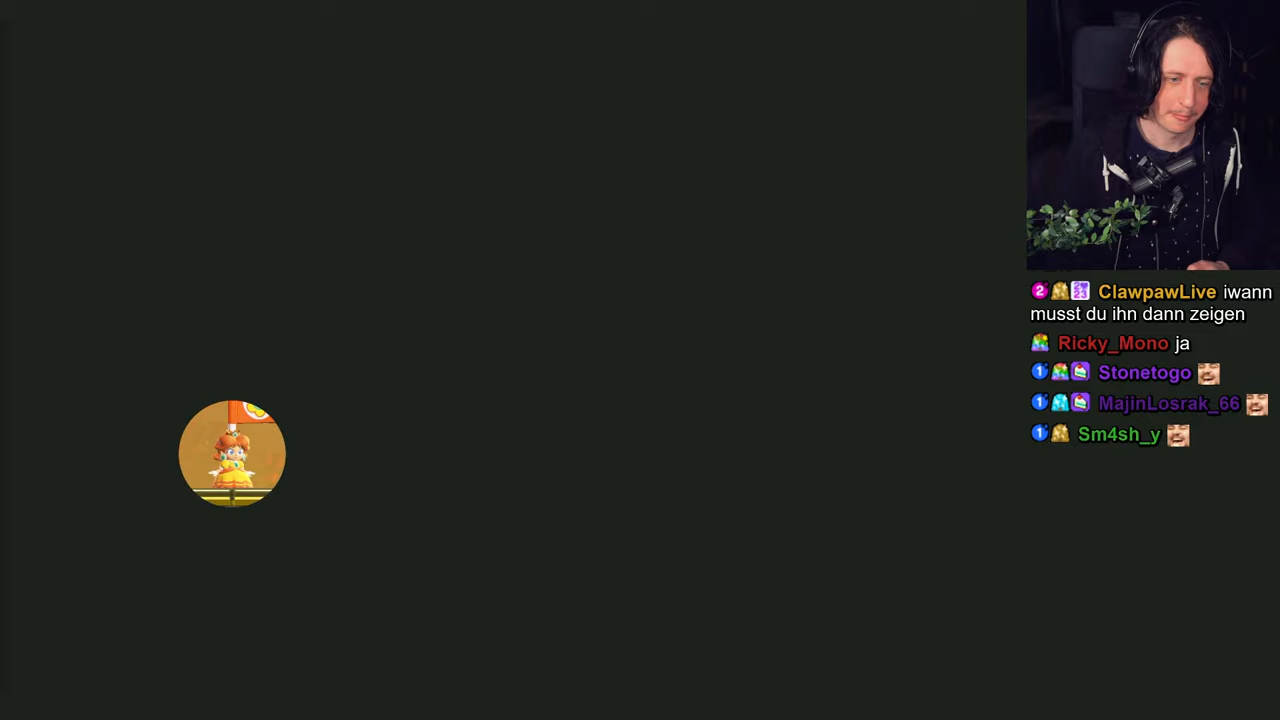 ClawpawLive iwann
musst du ihn dann zeigen
Ricky_Mono ja
Stonetogo
MajinLosrak_66
Sm4sh_y